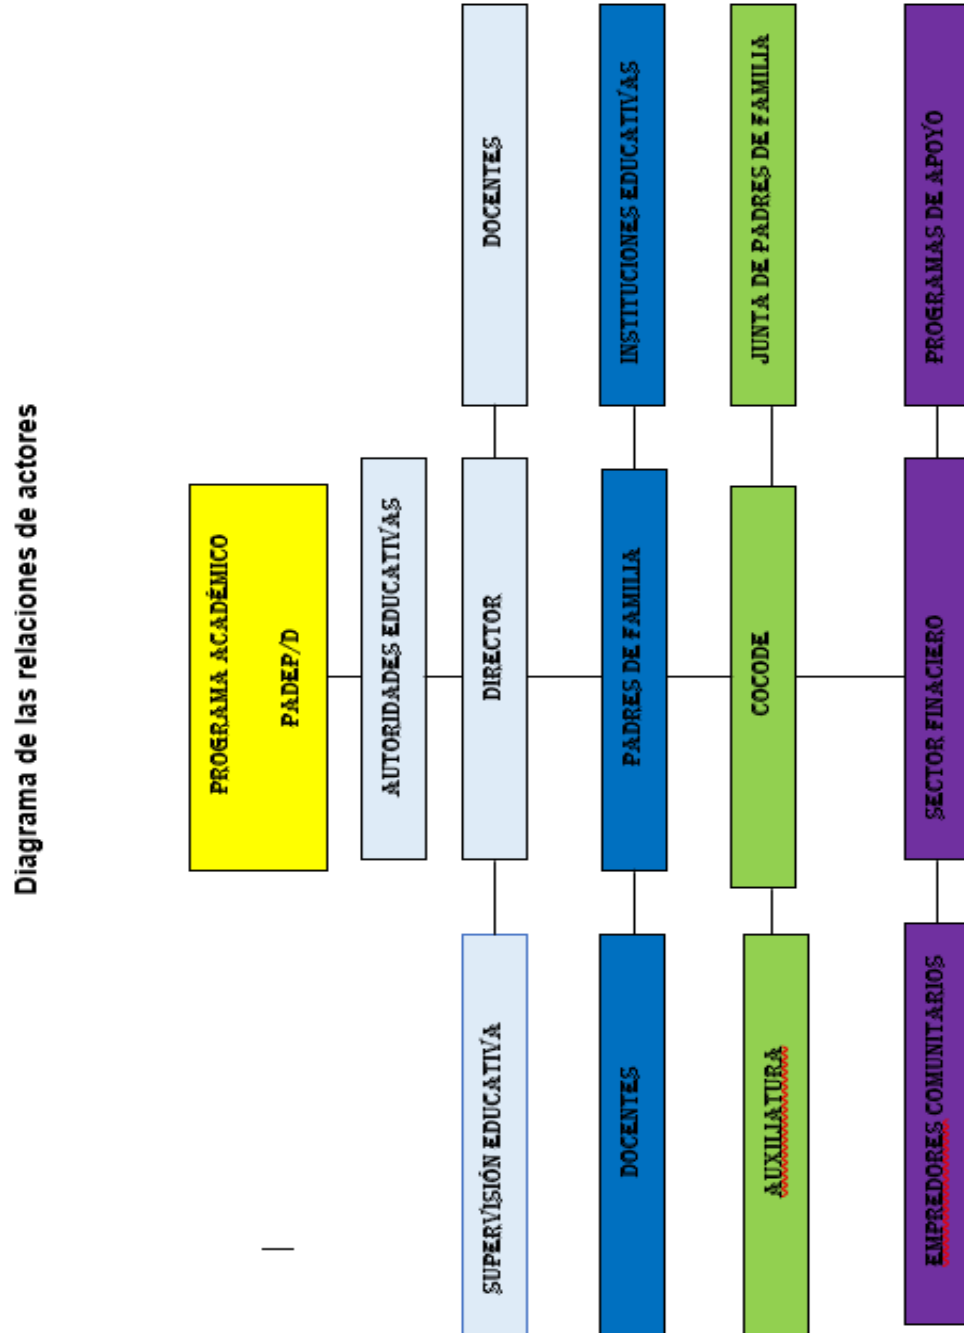 Diagrama de las relaciones de actores
PROGRAMA ACADÉMICO
PADEP/D
AUTORIDADES EDUCATIVAS
SUPERVISIÓN EDUCATIVA
DIRECTOR
DOCENTES
DOCENTES
PADRES DE FAMILIA
INSTITUCIONES EDUCATIVAS
AUXILIATURA
COCODE
JUNTA DE PADRES DE FAMILIA
EMPREDORES COMUNITARIOS
SECTOR FINACIERO
PROGRAMAS DE APOYO